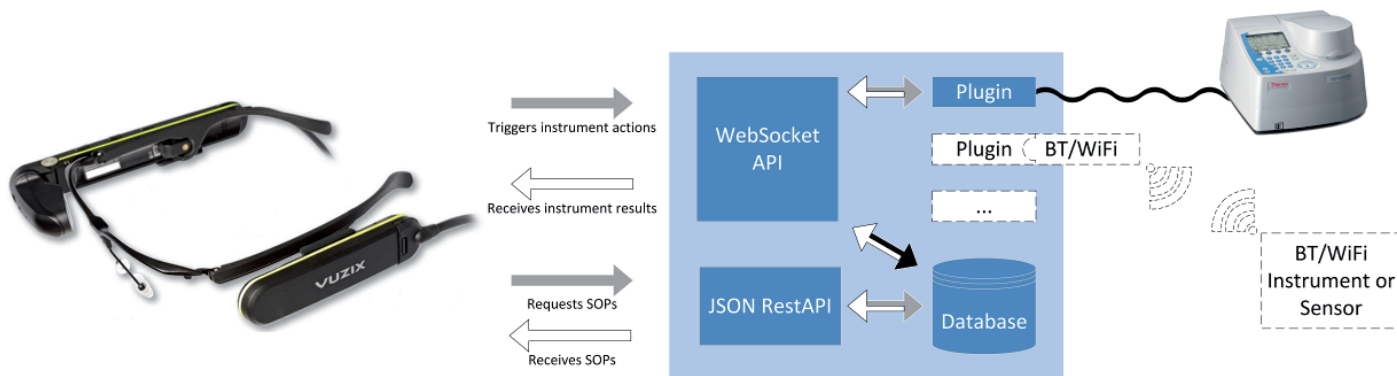 VUZIX
Triggers instrument actions
Receives instrument results
Requests SOPs
Receives SOPs
WebSocket
API
JSON RestAPI
Plugin
Plugin
BT/WiFi
...
Database
BT/WiFi
Instrument or
Sensor